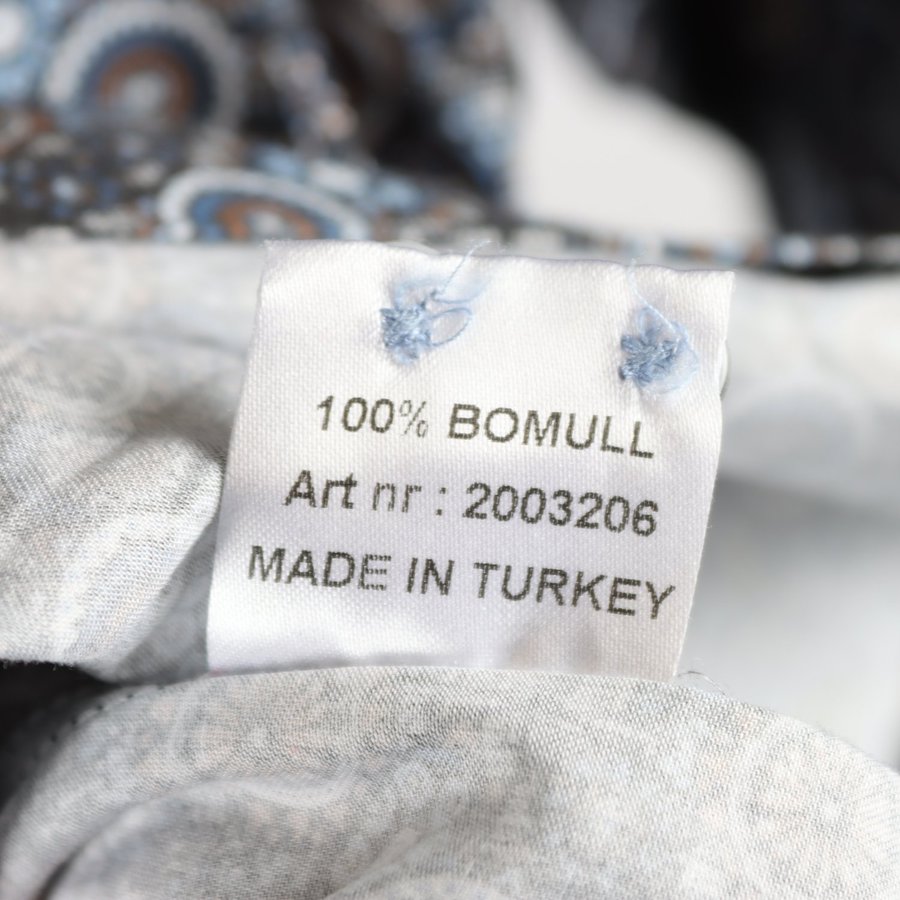 100% BOMULL
Art nr : 2003206
MADE IN TURKEY